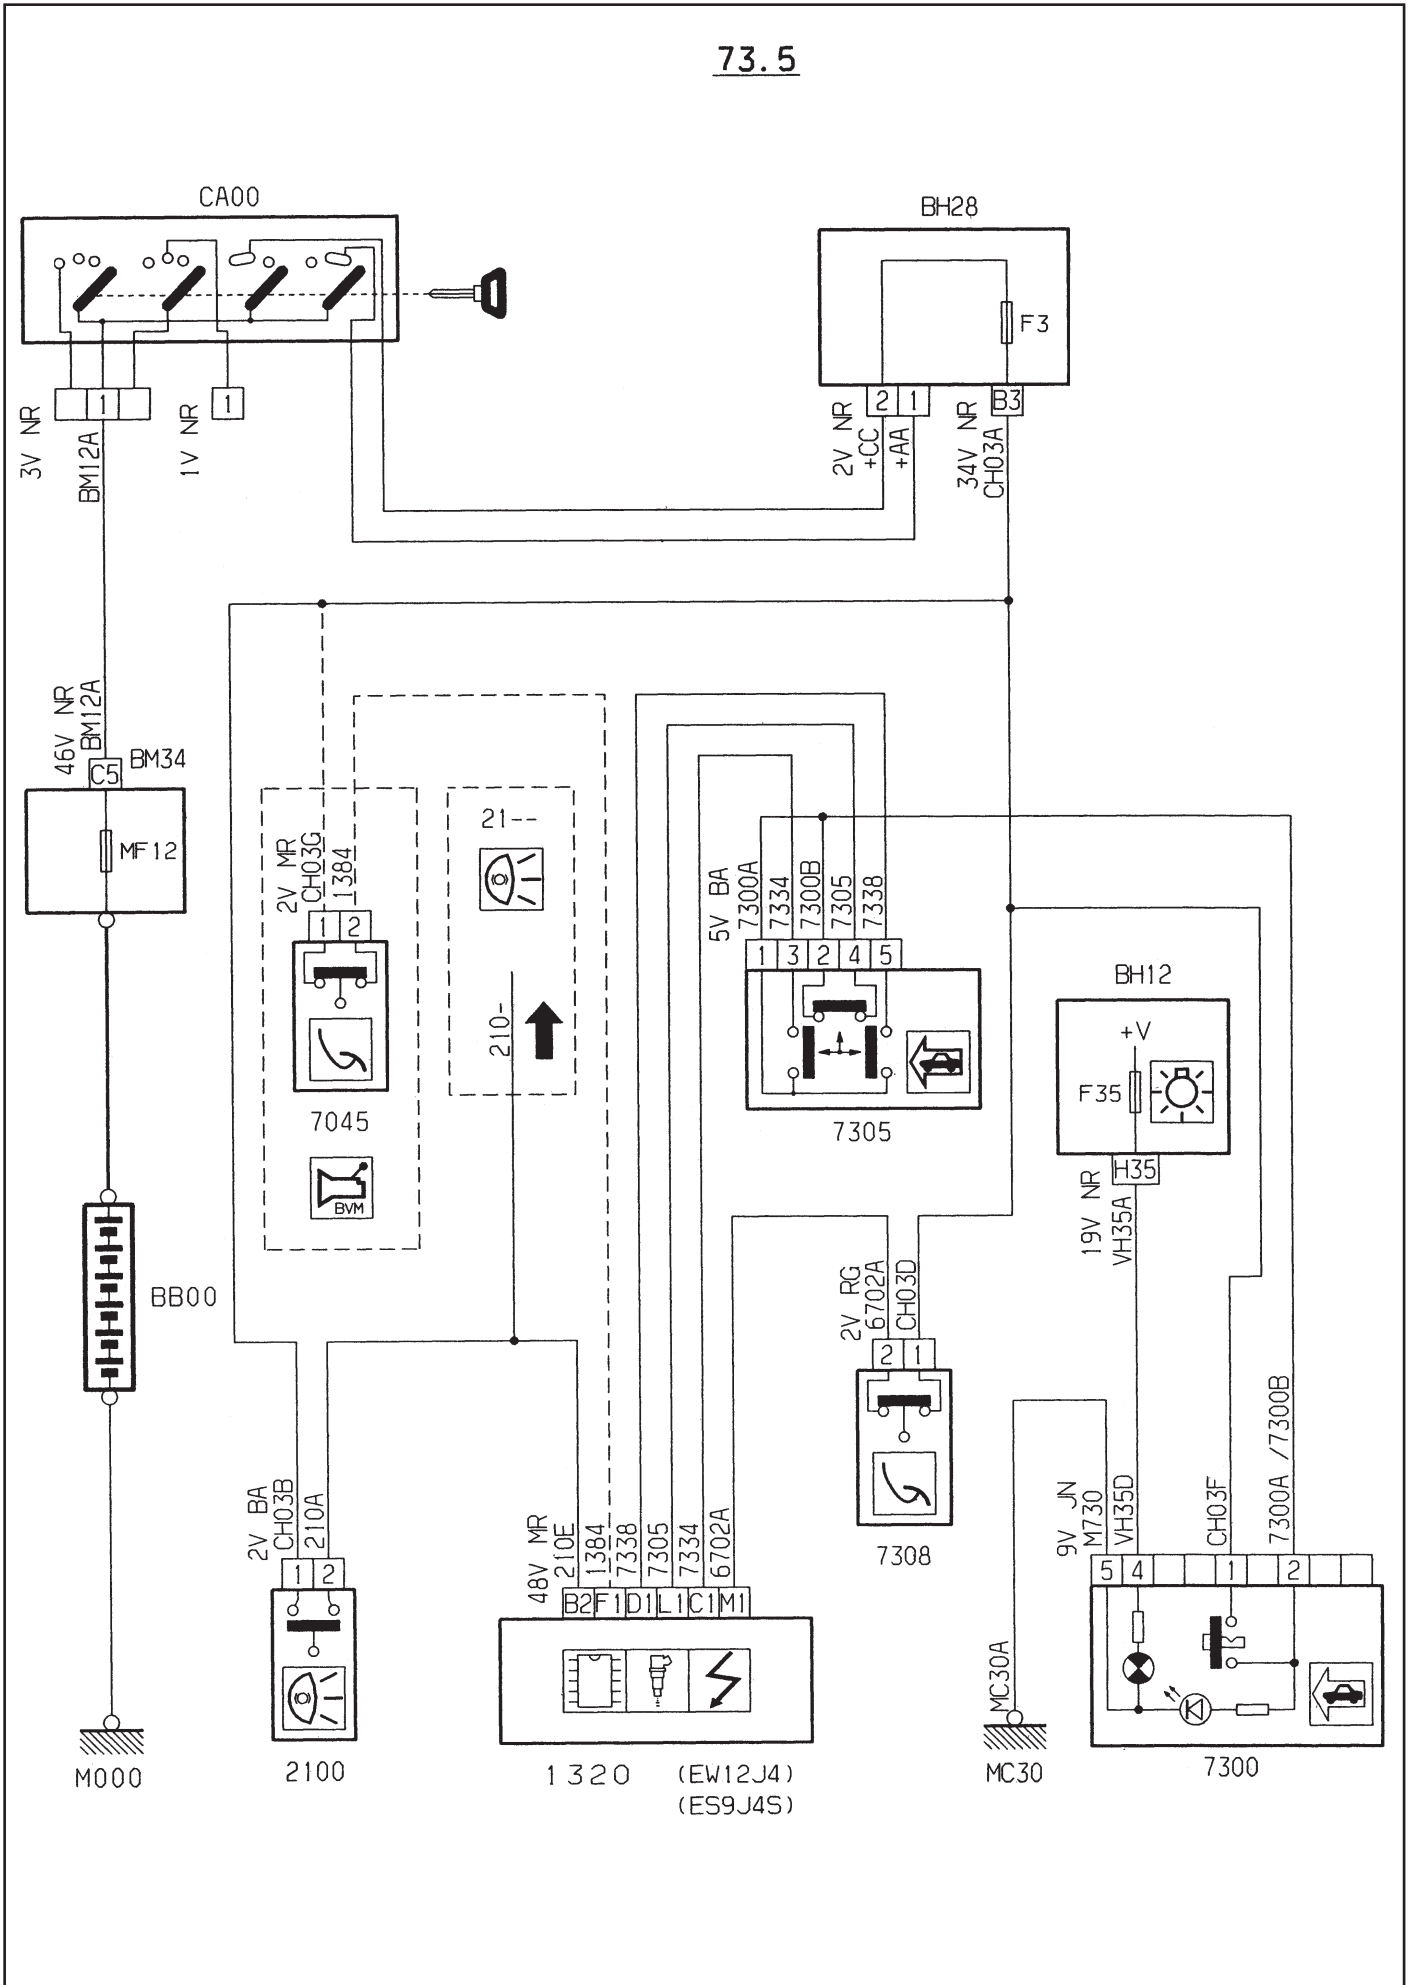 73.5
CA00
BH28
F3
1
1
2
1
B3
3V NR
BM12A
1V NR
2V NR
+CC
+AA
34V NR
CH03A
46V NR
BM12A
C5
BM34
MF12
21--
210-
2V MR
CH03G
1384
1
2
7045
BVM
5V BA
7300A
7334
7300B
7305
7338
1
3
2
4
5
7305
BH12
+V
F35
H35
19V NR
VH35A
BB00
2V RG
6702A
CH03D
2
1
7308
2V BA
CH03B
210A
1
2
2100
48V MR
210E
1384
7338
7305
7334
6702A
B2
F1
D1
L1
C1
M1
1320
(EW12J4)
(ES9J4S)
9V JN
M730
VH35D
CH03F
7300A /7300B
5
4
1
2
7300
MC30A
MC30
M000